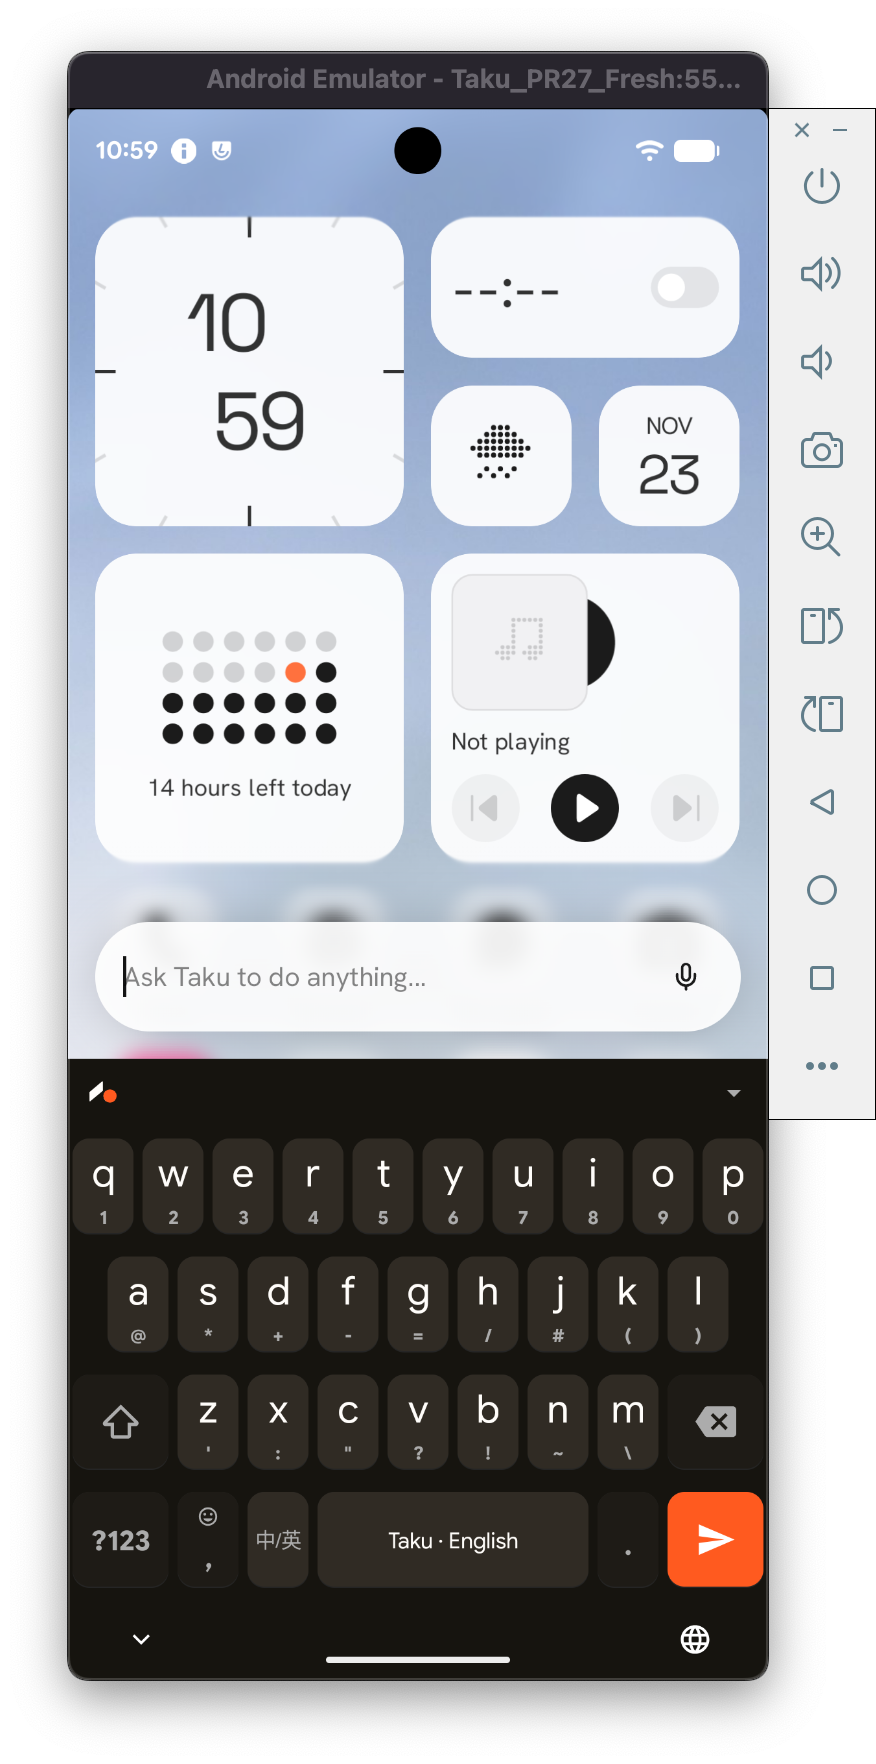 Android Emulator - Taku_PR27_Fresh:55...
10:59
10
59
--:--
NOV
23
14 hours left today
Not playing
Ask Taku to do anything...
q w e r t y u i o p
1 2 3 4 5 6 7 8 9 0
a s d f g h j k l
@ * + - = / # ( )
z x c v b n m
' : " ? ! ~ \
?123 , 中/英 Taku · English .